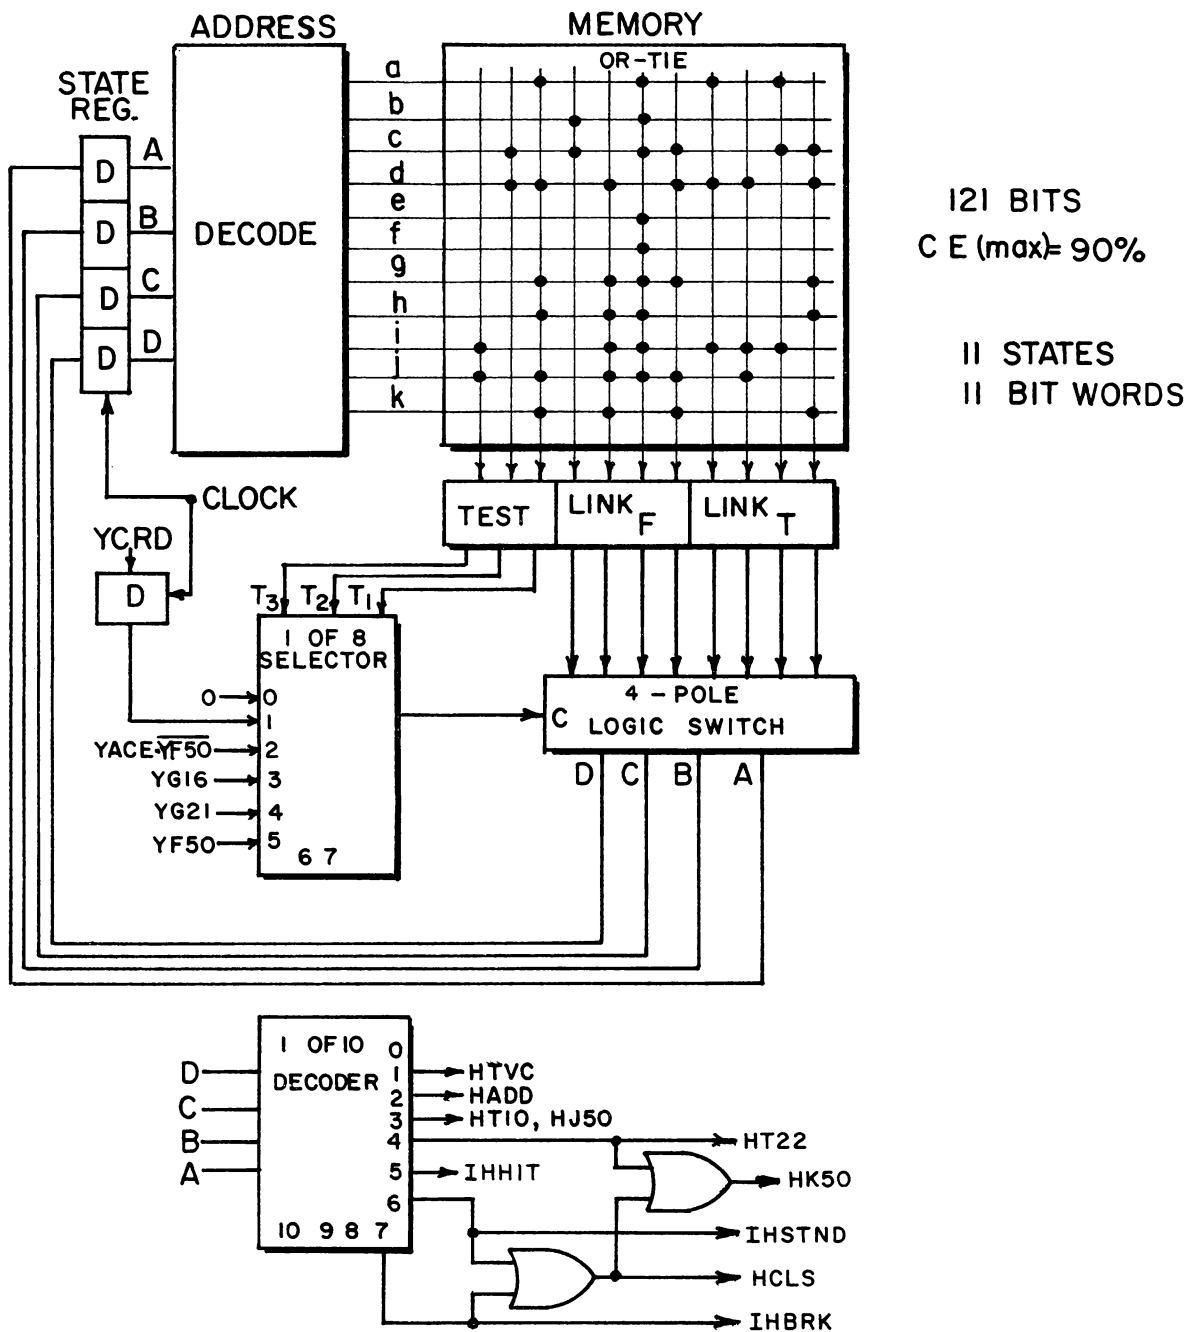 ADDRESS
MEMORY
OR-TIE
STATE
REG.
a
b
c
d
e
f
g
h
i
j
k
D A
D B
D C
D D
DECODE
121 BITS
C E (max)= 90%
11 STATES
11 BIT WORDS
CLOCK
TEST
LINK F
LINK T
YCRD
D
T3 T2 T1
1 OF 8
SELECTOR
0 0
1
YACE·Y̅F̅5̅0̅ 2
YG16 3
YG21 4
YF50 5
6 7
4 - POLE
C LOGIC SWITCH
D C B A
1 OF 10
DECODER
D
C
B
A
0
1 HTVC
2 HADD
3 HT10, HJ50
4 HT22
5 IHHIT
6
10 9 8 7
HK50
IHSTND
HCLS
IHBRK